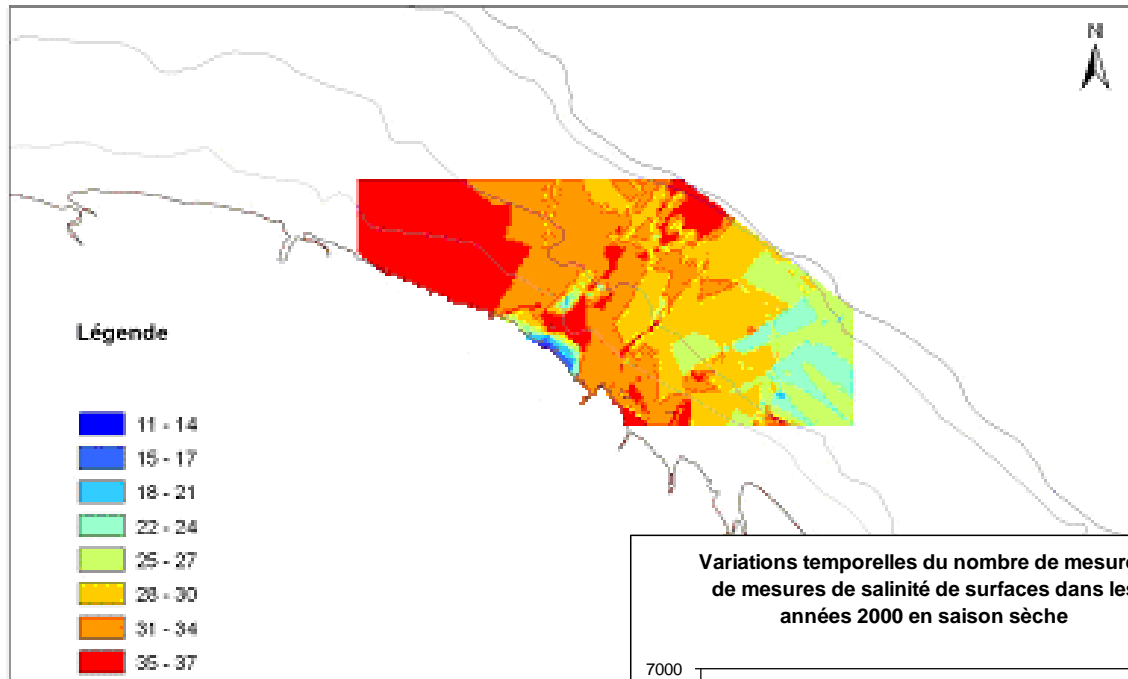 N
Légende
11 - 14
15 - 17
18 - 21
22 - 24
25 - 27
28 - 30
31 - 34
35 - 37
Variations temporelles du nombre de mesure
de mesures de salinité de surfaces dans les
années 2000 en saison sèche
7000